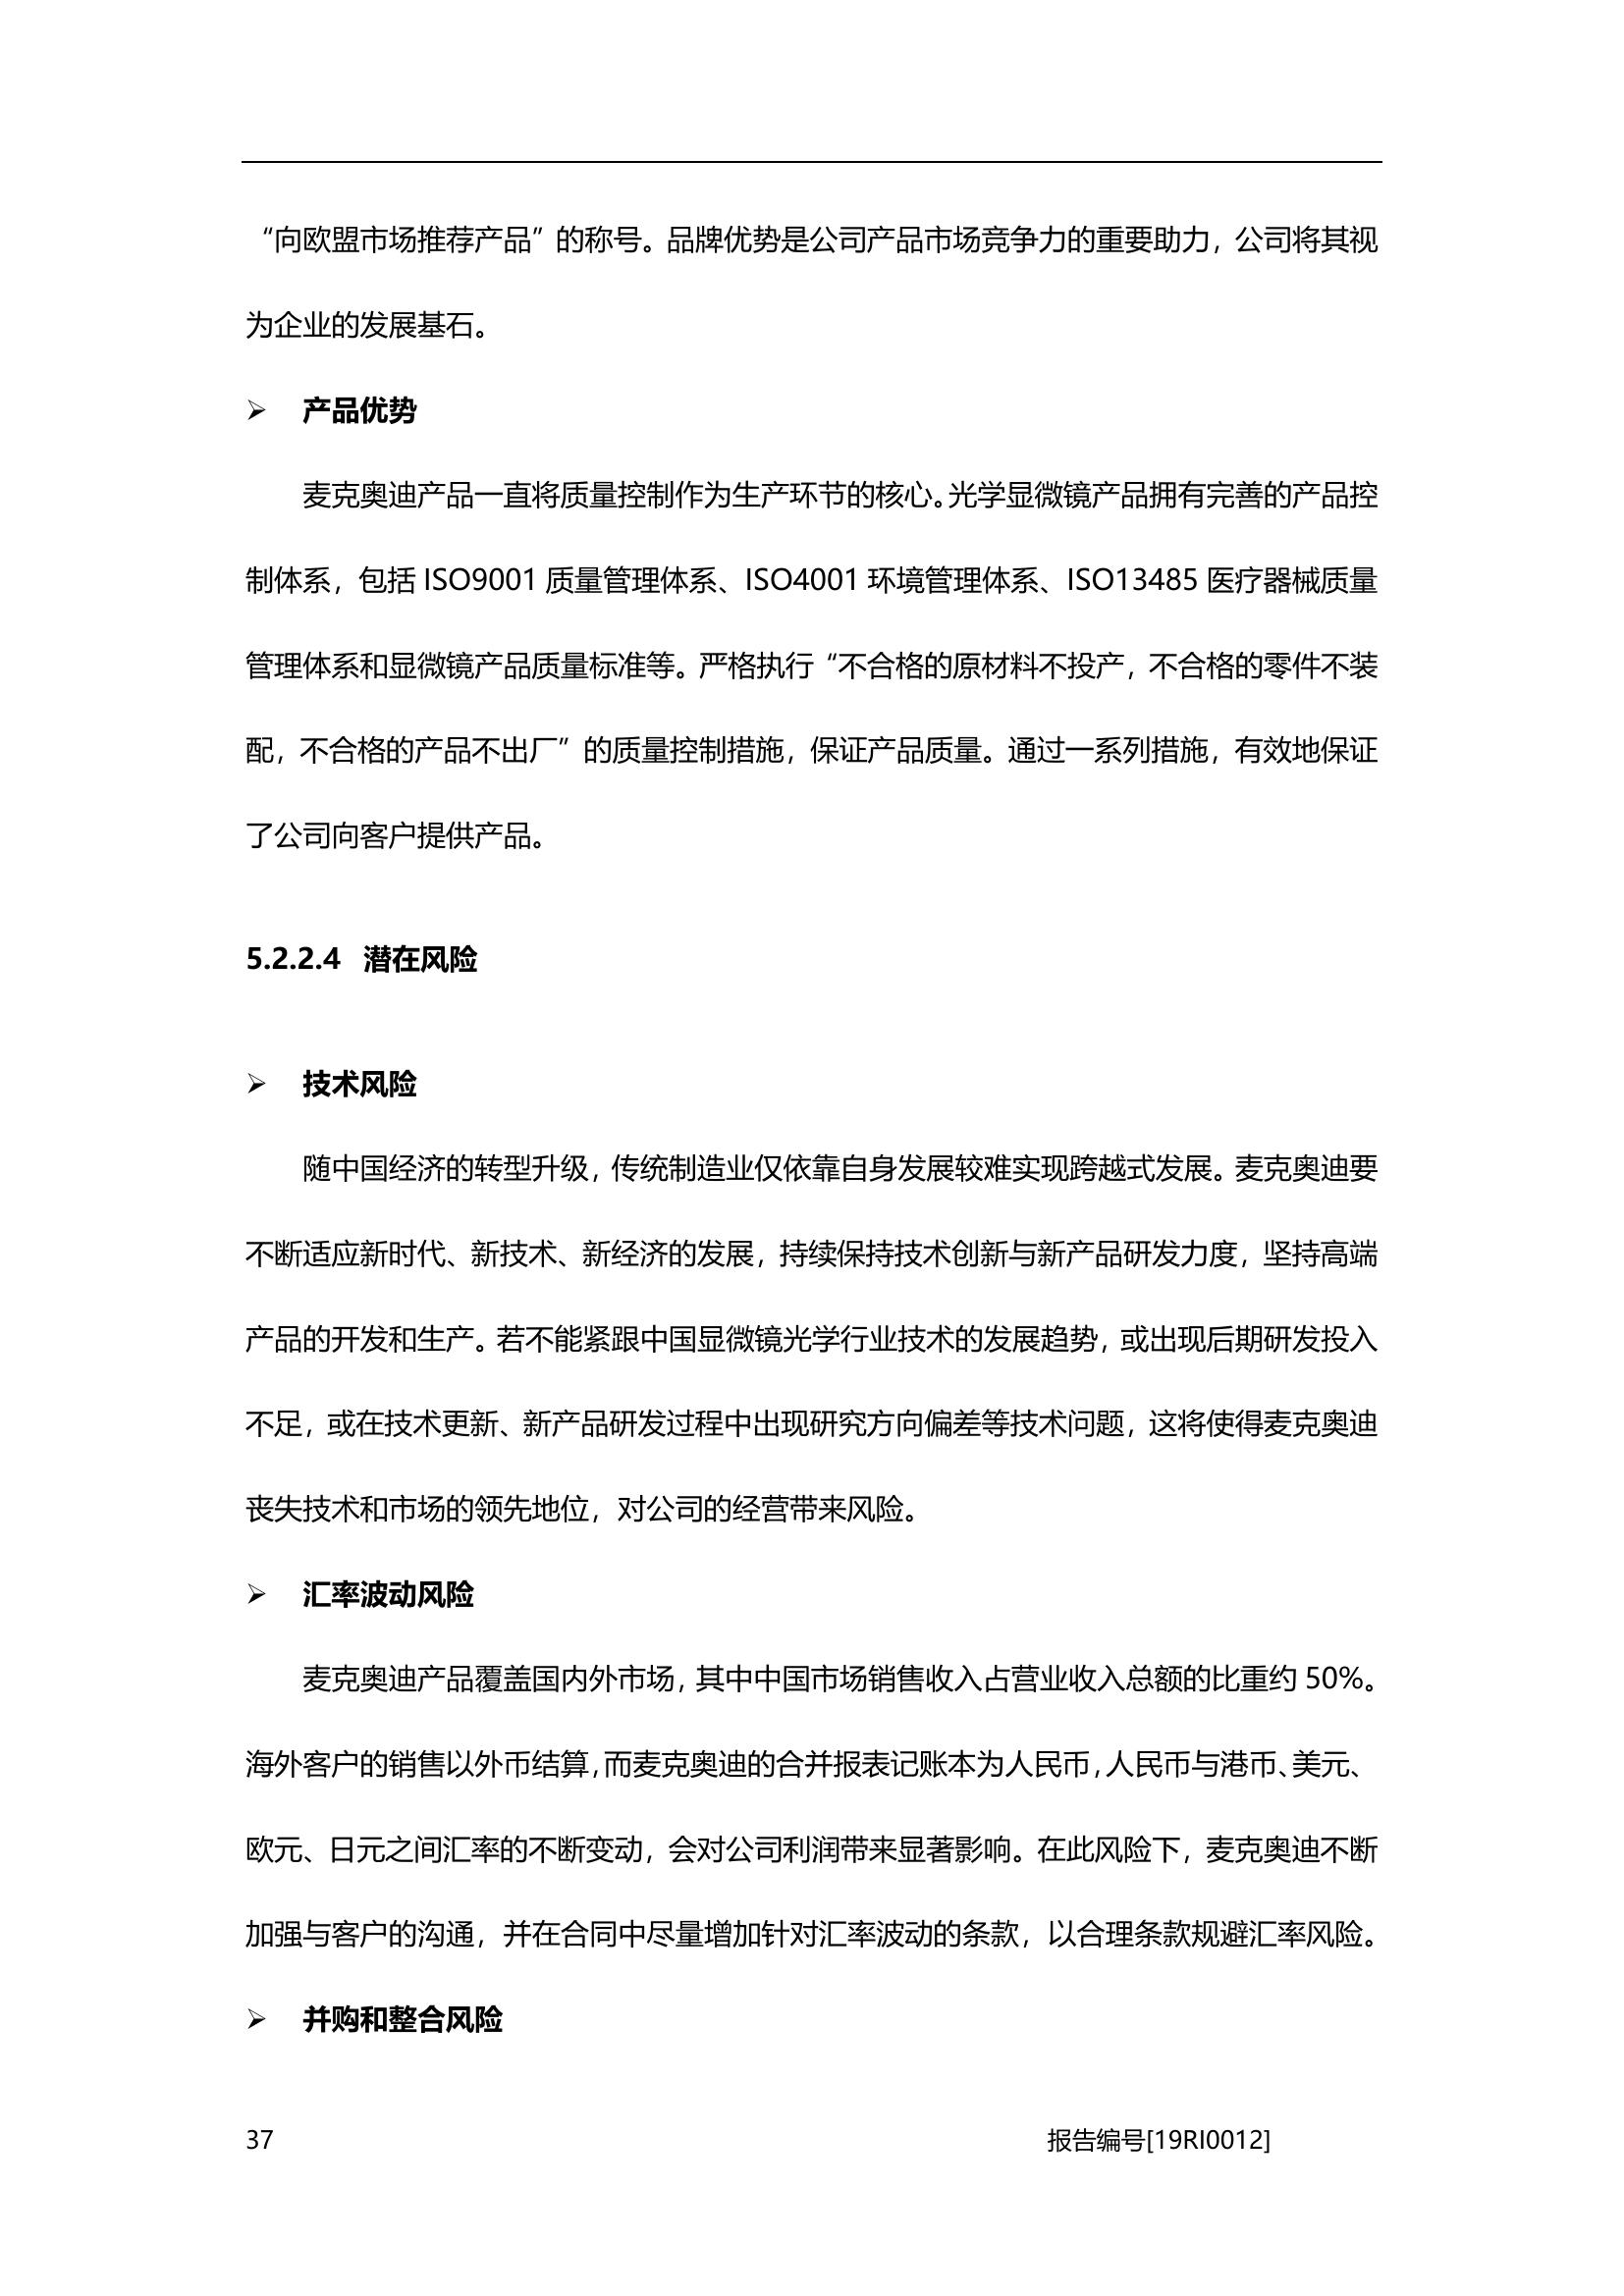 “向欧盟市场推荐产品”的称号。品牌优势是公司产品市场竞争力的重要助力，公司将其视
为企业的发展基石。
➢ 产品优势
麦克奥迪产品一直将质量控制作为生产环节的核心。光学显微镜产品拥有完善的产品控
制体系，包括 ISO9001 质量管理体系、ISO4001 环境管理体系、ISO13485 医疗器械质量
管理体系和显微镜产品质量标准等。严格执行“不合格的原材料不投产，不合格的零件不装
配，不合格的产品不出厂”的质量控制措施，保证产品质量。通过一系列措施，有效地保证
了公司向客户提供产品。
5.2.2.4 潜在风险
➢ 技术风险
随中国经济的转型升级，传统制造业仅依靠自身发展较难实现跨越式发展。麦克奥迪要
不断适应新时代、新技术、新经济的发展，持续保持技术创新与新产品研发力度，坚持高端
产品的开发和生产。若不能紧跟中国显微镜光学行业技术的发展趋势，或出现后期研发投入
不足，或在技术更新、新产品研发过程中出现研究方向偏差等技术问题，这将使得麦克奥迪
丧失技术和市场的领先地位，对公司的经营带来风险。
➢ 汇率波动风险
麦克奥迪产品覆盖国内外市场，其中中国市场销售收入占营业收入总额的比重约 50%。
海外客户的销售以外币结算，而麦克奥迪的合并报表记账本为人民币，人民币与港币、美元、
欧元、日元之间汇率的不断变动，会对公司利润带来显著影响。在此风险下，麦克奥迪不断
加强与客户的沟通，并在合同中尽量增加针对汇率波动的条款，以合理条款规避汇率风险。
➢ 并购和整合风险
37 报告编号[19RI0012]